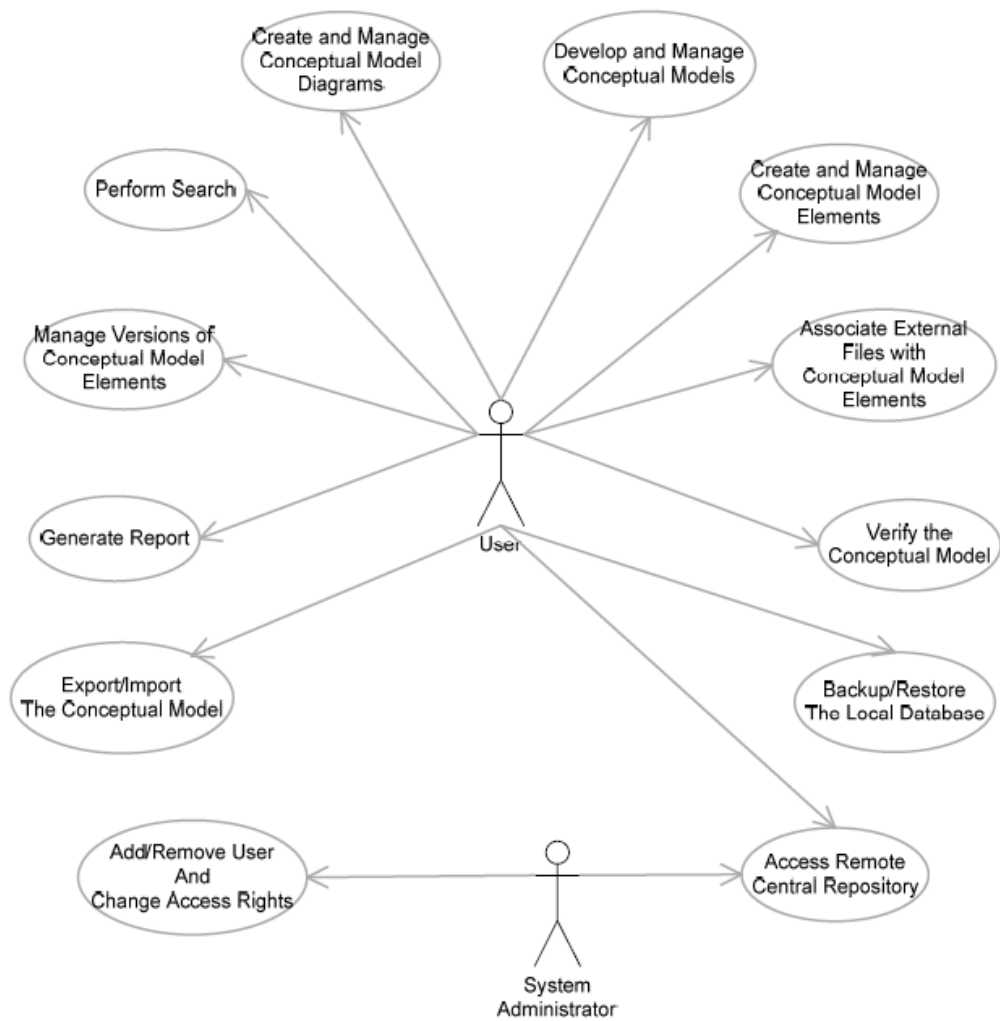 Create and Manage
Conceptual Model
Diagrams
Develop and Manage
Conceptual Models
Perform Search
Create and Manage
Conceptual Model
Elements
Manage Versions of
Conceptual Model
Elements
Associate External
Files with
Conceptual Model
Elements
Generate Report
User
Verify the
Conceptual Model
Export/Import
The Conceptual Model
Backup/Restore
The Local Database
Add/Remove User
And
Change Access Rights
Access Remote
Central Repository
System
Administrator